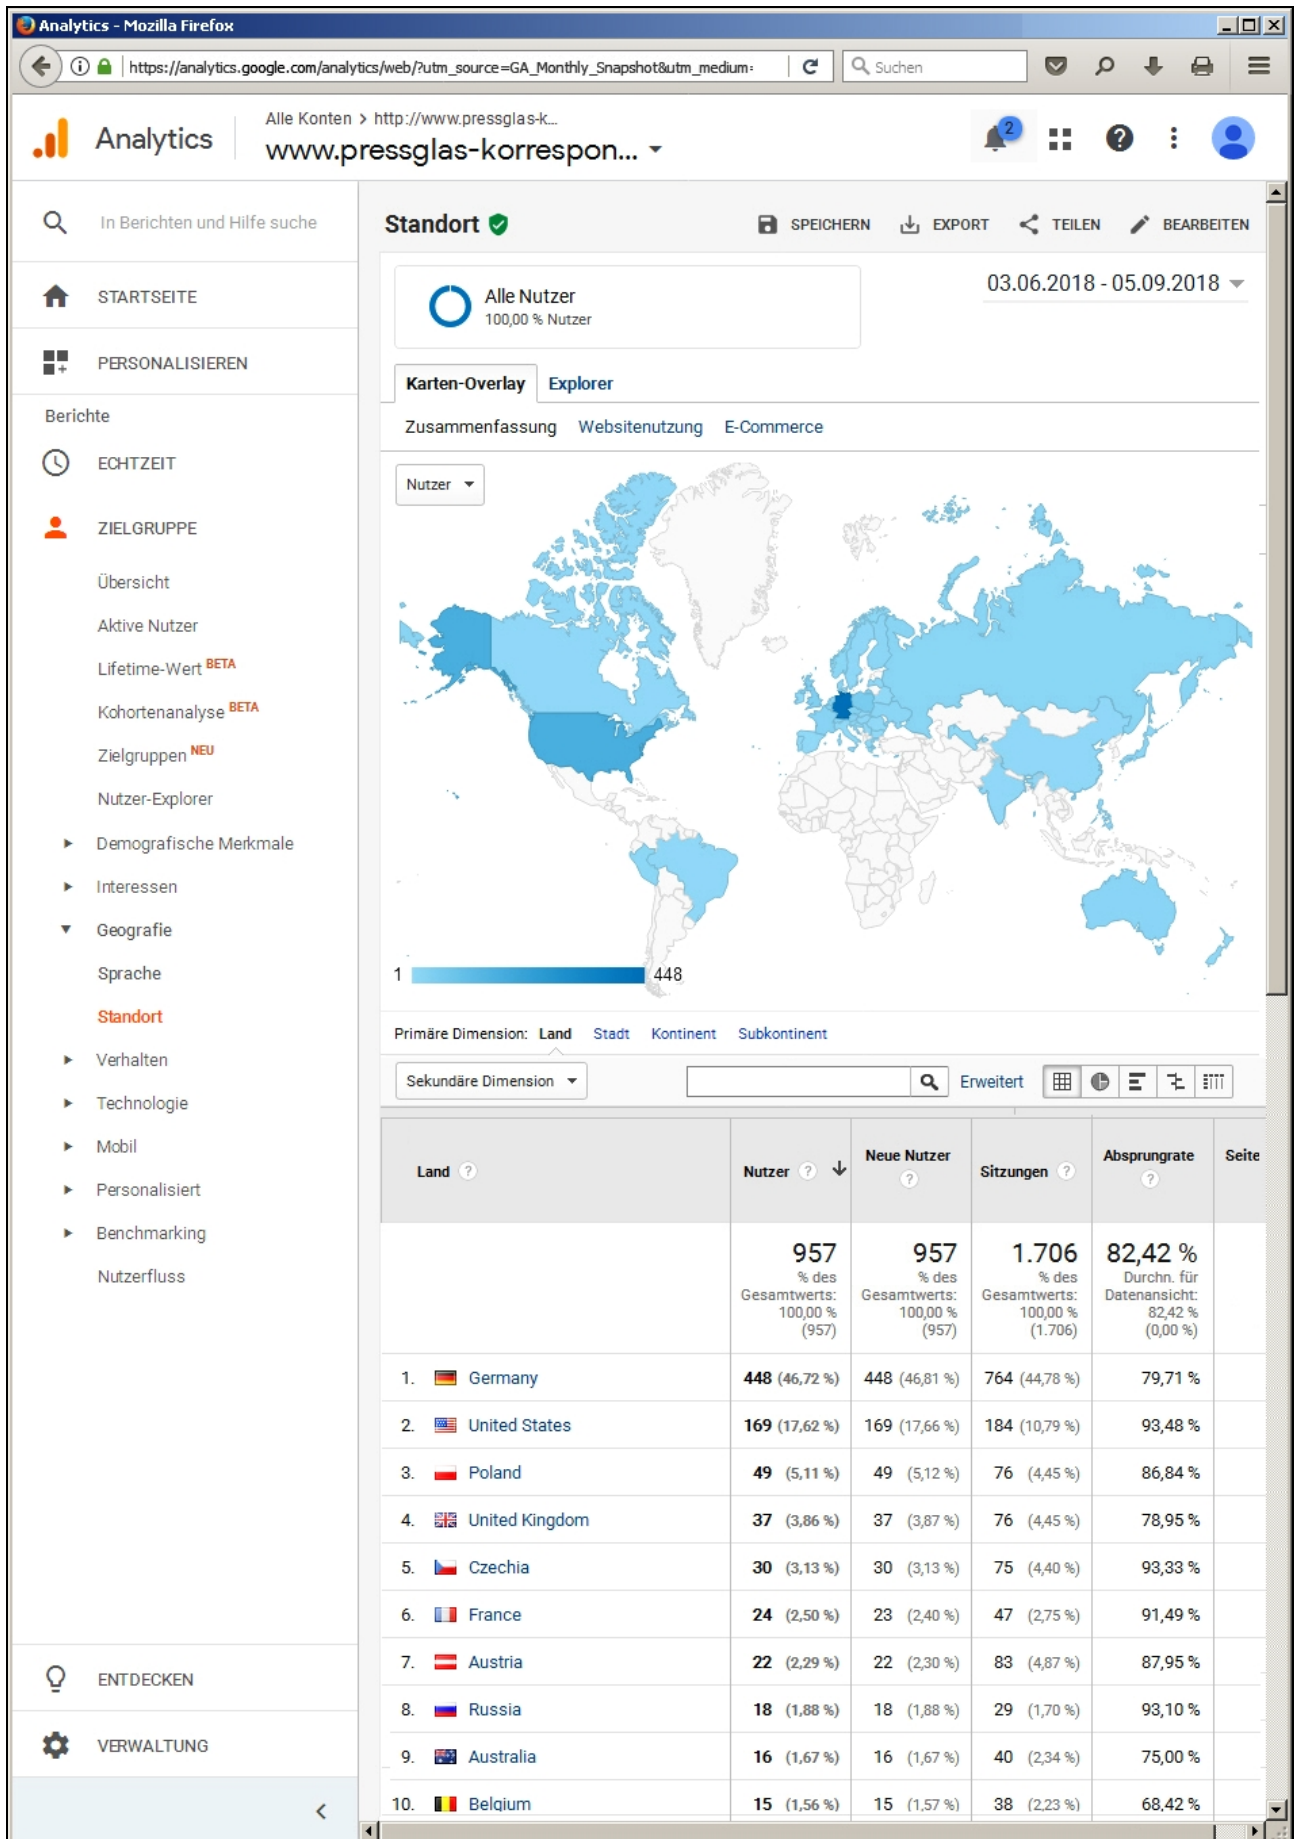 Analytics - Mozilla Firefox
https://analytics.google.com/analytics/web/?utm_source=GA_Monthly_Snapshot&utm_medium:
Suchen
Analytics
Alle Konten > http://www.pressglas-k...
www.pressglas-korrespon...
2
In Berichten und Hilfe suche
STARTSEITE
PERSONALISIEREN
Berichte
ECHTZEIT
ZIELGRUPPE
Übersicht
Aktive Nutzer
Lifetime-Wert BETA
Kohortenanalyse BETA
Zielgruppen NEU
Nutzer-Explorer
Demografische Merkmale
Interessen
Geografie
Sprache
Standort
Verhalten
Technologie
Mobil
Personalisiert
Benchmarking
Nutzerfluss
ENTDECKEN
VERWALTUNG
Standort
SPEICHERN EXPORT TEILEN BEARBEITEN
Alle Nutzer
100,00 % Nutzer
03.06.2018 - 05.09.2018
Karten-Overlay Explorer
Zusammenfassung Websitenutzung E-Commerce
Nutzer
1 448
Primäre Dimension: Land Stadt Kontinent Subkontinent
Sekundäre Dimension Erweitert
Land ? Nutzer ? Neue Nutzer ? Sitzungen ? Absprungrate ? Seite
957 957 1.706 82,42 %
% des Gesamtwerts: 100,00 % (957)
% des Gesamtwerts: 100,00 % (957)
% des Gesamtwerts: 100,00 % (1.706)
Durchn. für Datenansicht: 82,42 % (0,00 %)
1. Germany 448 (46,72 %) 448 (46,81 %) 764 (44,78 %) 79,71 %
2. United States 169 (17,62 %) 169 (17,66 %) 184 (10,79 %) 93,48 %
3. Poland 49 (5,11 %) 49 (5,12 %) 76 (4,45 %) 86,84 %
4. United Kingdom 37 (3,86 %) 37 (3,87 %) 76 (4,45 %) 78,95 %
5. Czechia 30 (3,13 %) 30 (3,13 %) 75 (4,40 %) 93,33 %
6. France 24 (2,50 %) 23 (2,40 %) 47 (2,75 %) 91,49 %
7. Austria 22 (2,29 %) 22 (2,30 %) 83 (4,87 %) 87,95 %
8. Russia 18 (1,88 %) 18 (1,88 %) 29 (1,70 %) 93,10 %
9. Australia 16 (1,67 %) 16 (1,67 %) 40 (2,34 %) 75,00 %
10. Belgium 15 (1,56 %) 15 (1,57 %) 38 (2,23 %) 68,42 %